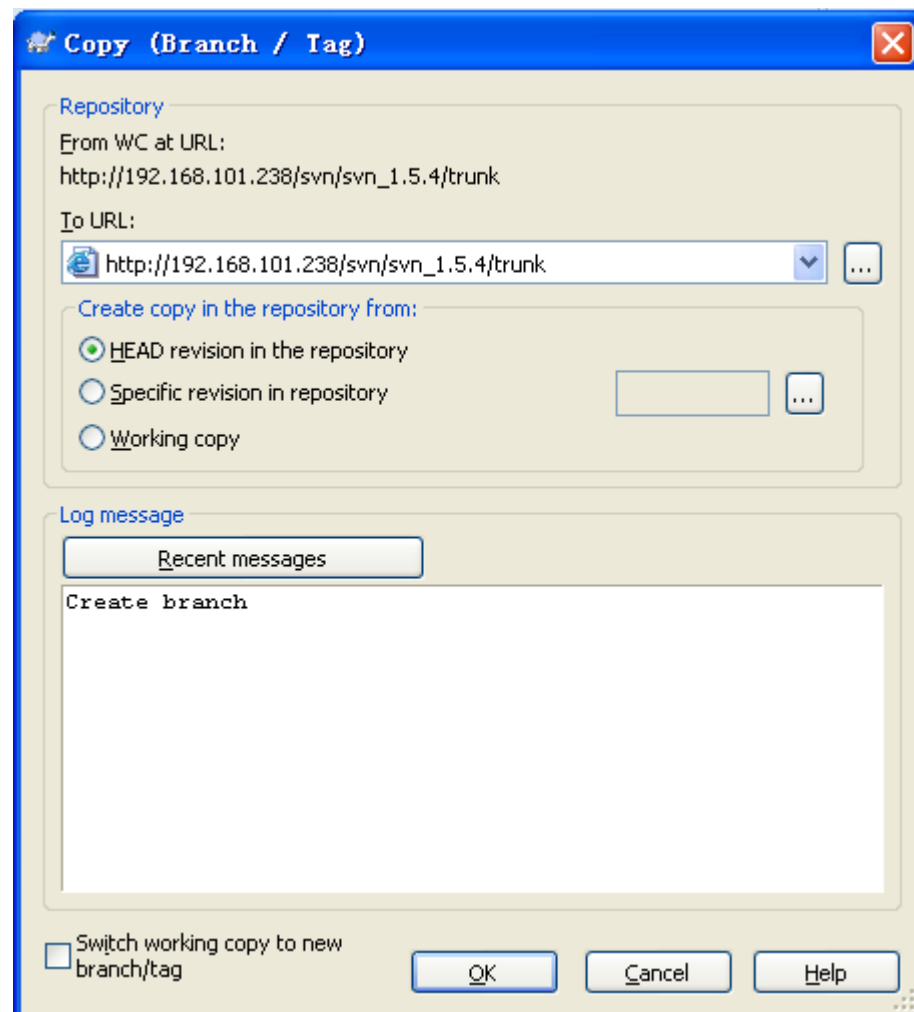 Copy (Branch / Tag)
Repository
From WC at URL:
http://192.168.101.238/svn/svn_1.5.4/trunk
To URL:
http://192.168.101.238/svn/svn_1.5.4/trunk
...
Create copy in the repository from:
HEAD revision in the repository
Specific revision in repository
...
Working copy
Log message
Recent messages
Create branch
Switch working copy to new
branch/tag
OK
Cancel
Help